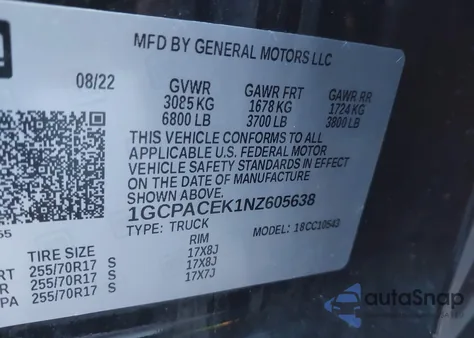 MFD BY GENERAL MOTORS LLC
08/22 GVWR GAWR FRT GAWR RR
3085 KG 1678 KG 1724 KG
6800 LB 3700 LB 3800 LB
THIS VEHICLE CONFORMS TO ALL
APPLICABLE U.S. FEDERAL MOTOR
VEHICLE SAFETY STANDARDS IN EFFECT
ON THE DATE OF MANUFACTURE
SHOWN ABOVE.
1GCPACEK1NZ605638
TYPE: TRUCK MODEL: 18CC10543
TIRE SIZE RIM
RT 255/70R17 S 17X8J
R 255/70R17 S 17X8J
PA 255/70R17 S 17X7J
autoSnap